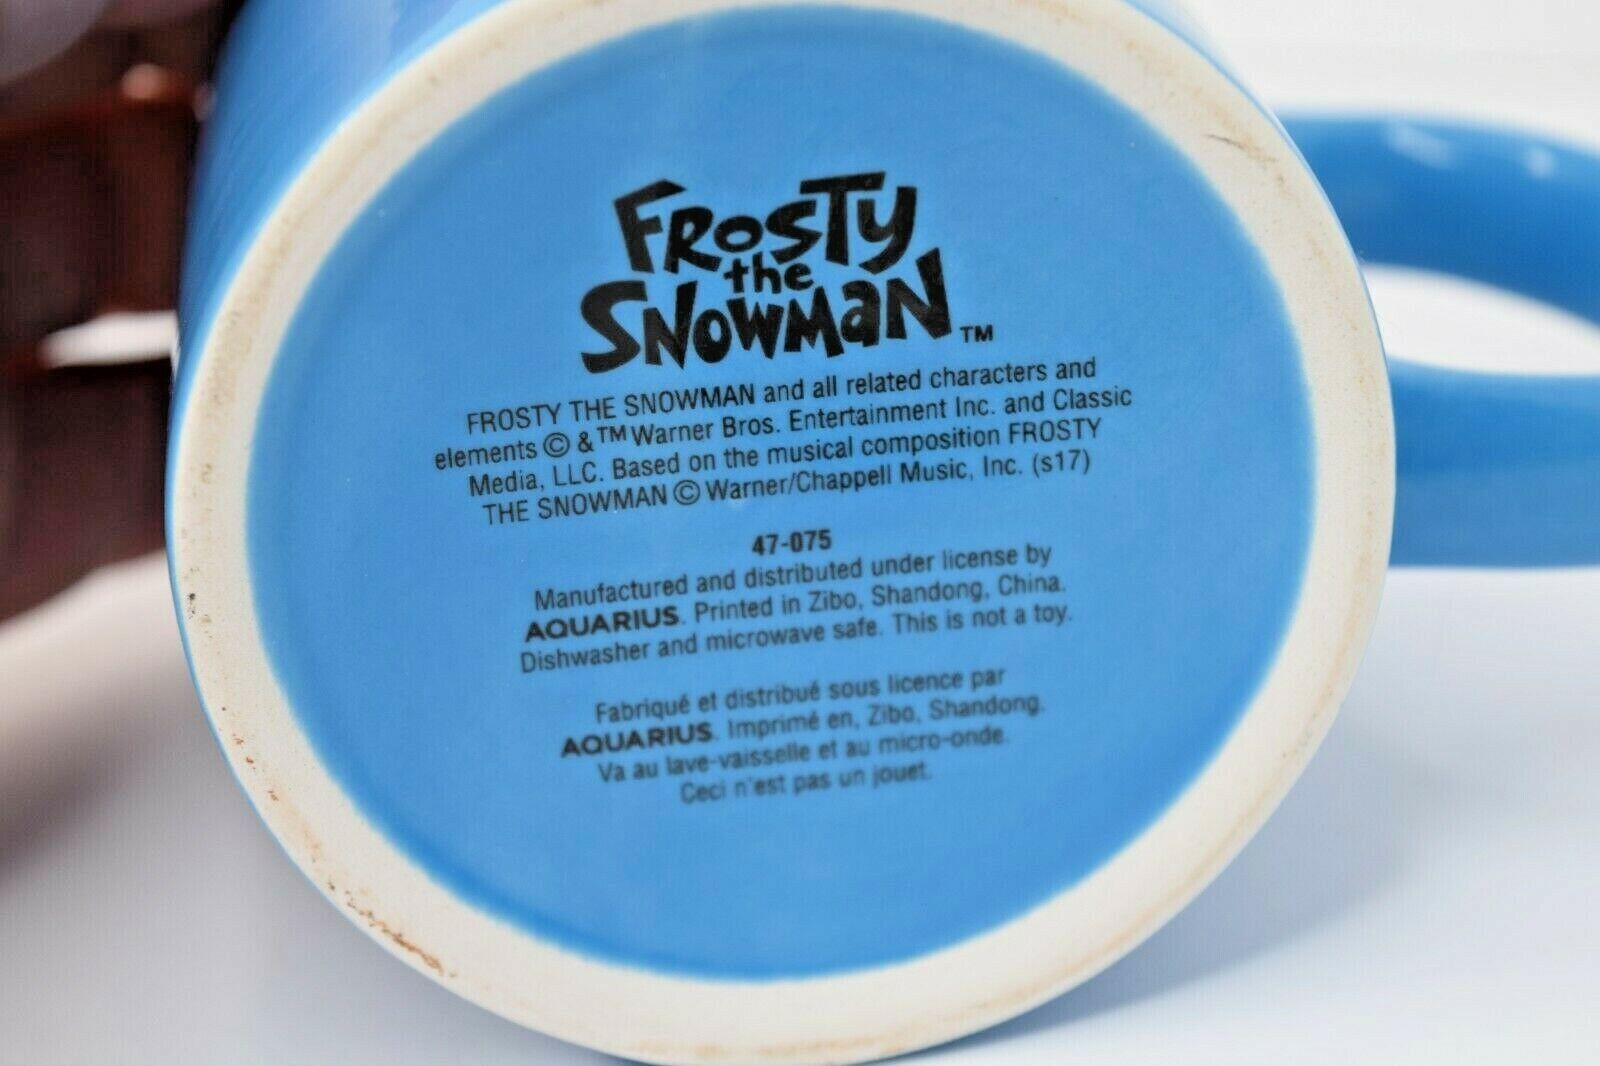 FROSTY
the
SNOWMAN™
FROSTY THE SNOWMAN and all related characters and
elements © & ™ Warner Bros. Entertainment Inc. and Classic
Media, LLC. Based on the musical composition FROSTY
THE SNOWMAN © Warner/Chappell Music, Inc. (s17)
47-075
Manufactured and distributed under license by
AQUARIUS. Printed in Zibo, Shandong, China.
Dishwasher and microwave safe. This is not a toy.
Fabriqué et distribué sous licence par
AQUARIUS. Imprimé en, Zibo, Shandong.
Va au lave-vaisselle et au micro-onde.
Ceci n'est pas un jouet.